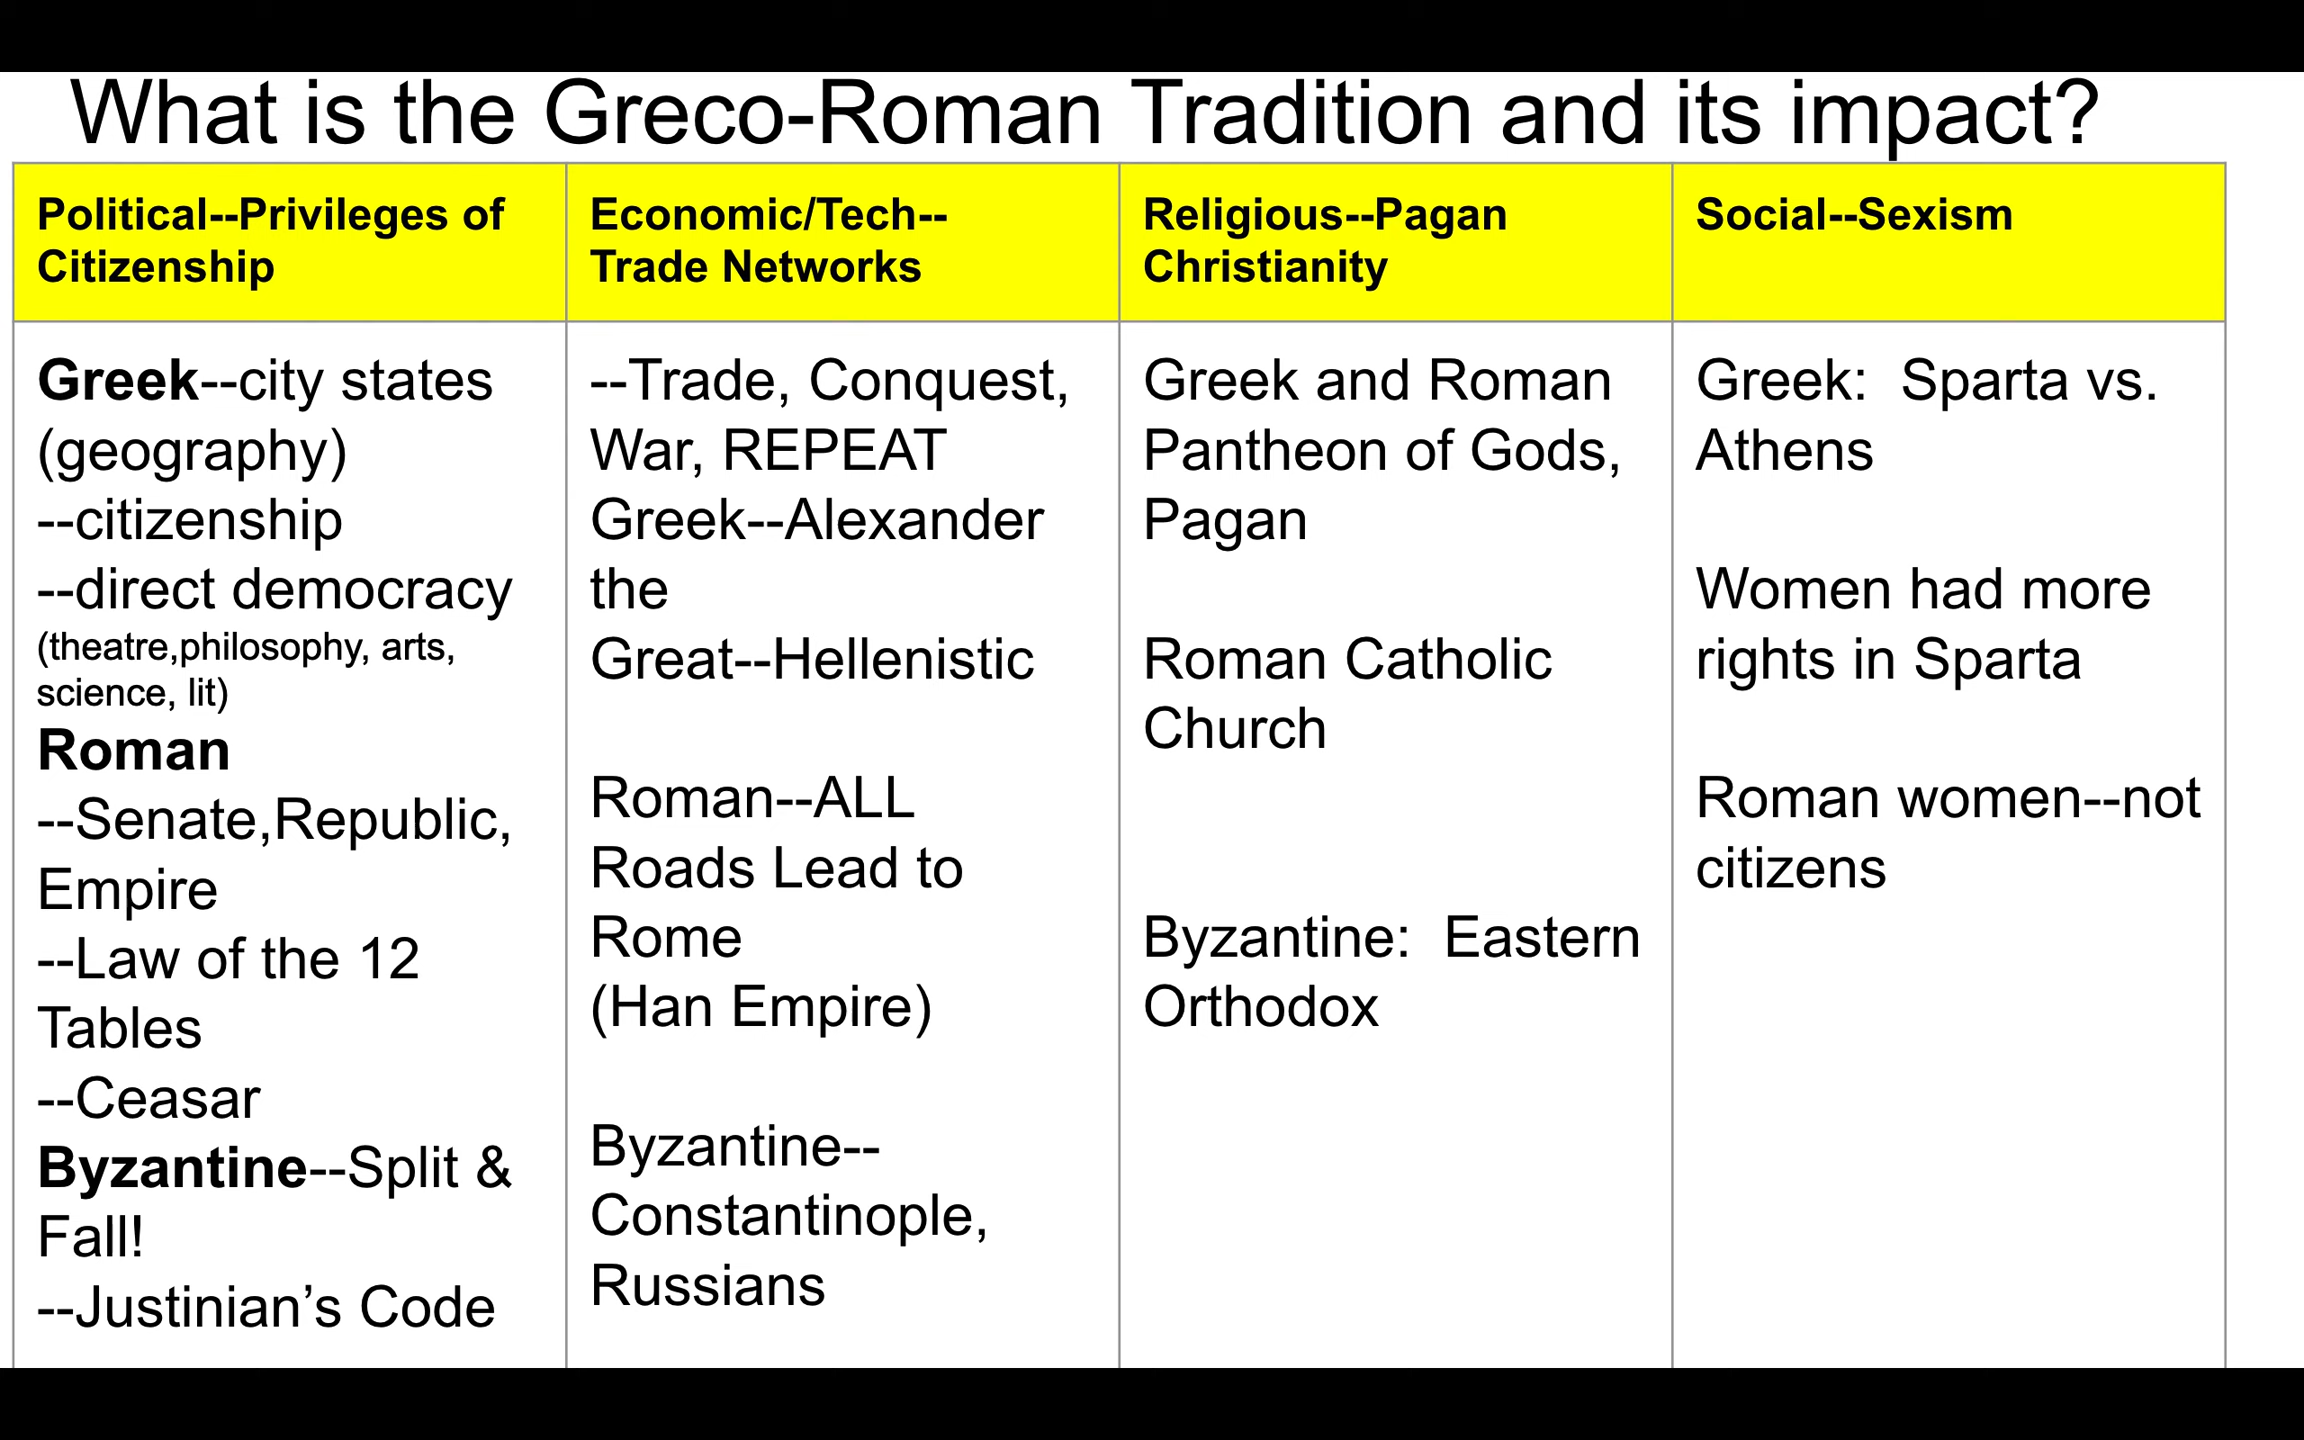 What is the Greco-Roman Tradition and its impact?
Political--Privileges of
Citizenship
Economic/Tech--
Trade Networks
Religious--Pagan
Christianity
Social--Sexism
Greek--city states
(geography)
--citizenship
--direct democracy
(theatre,philosophy, arts,
science, lit)
Roman
--Senate,Republic,
Empire
--Law of the 12
Tables
--Ceasar
Byzantine--Split &
Fall!
--Justinian’s Code
--Trade, Conquest,
War, REPEAT
Greek--Alexander
the
Great--Hellenistic
Roman--ALL
Roads Lead to
Rome
(Han Empire)
Byzantine--
Constantinople,
Russians
Greek and Roman
Pantheon of Gods,
Pagan
Roman Catholic
Church
Byzantine:  Eastern
Orthodox
Greek:  Sparta vs.
Athens
Women had more
rights in Sparta
Roman women--not
citizens